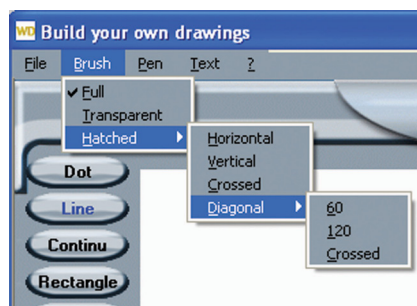 WD Build your own drawings
File Brush Pen Text ?
Full
Transparent
Hatched
Horizontal
Vertical
Crossed
Diagonal
60
120
Crossed
Dot
Line
Continu
Rectangle